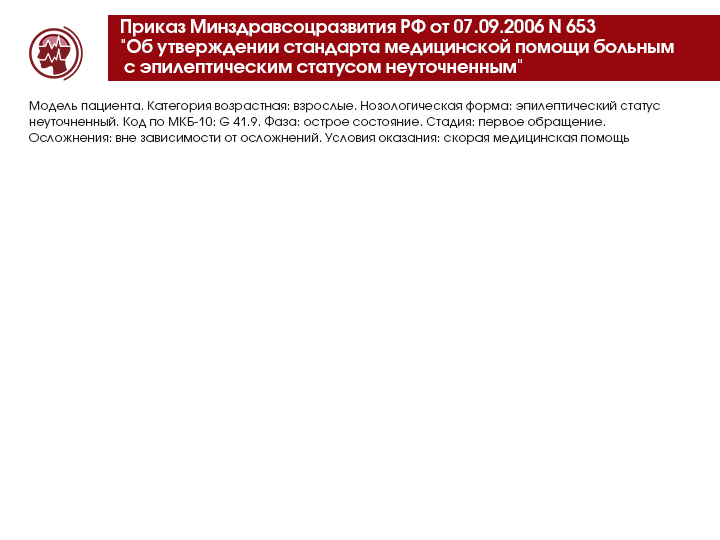 Приказ Минздравсоцразвития РФ от 07.09.2006 N 653
"Об утверждении стандарта медицинской помощи больным
с эпилептическим статусом неуточненным"
Модель пациента. Категория возрастная: взрослые. Нозологическая форма: эпилептический статус
неуточненный. Код по МКБ-10: G 41.9. Фаза: острое состояние. Стадия: первое обращение.
Осложнения: вне зависимости от осложнений. Условия оказания: скорая медицинская помощь